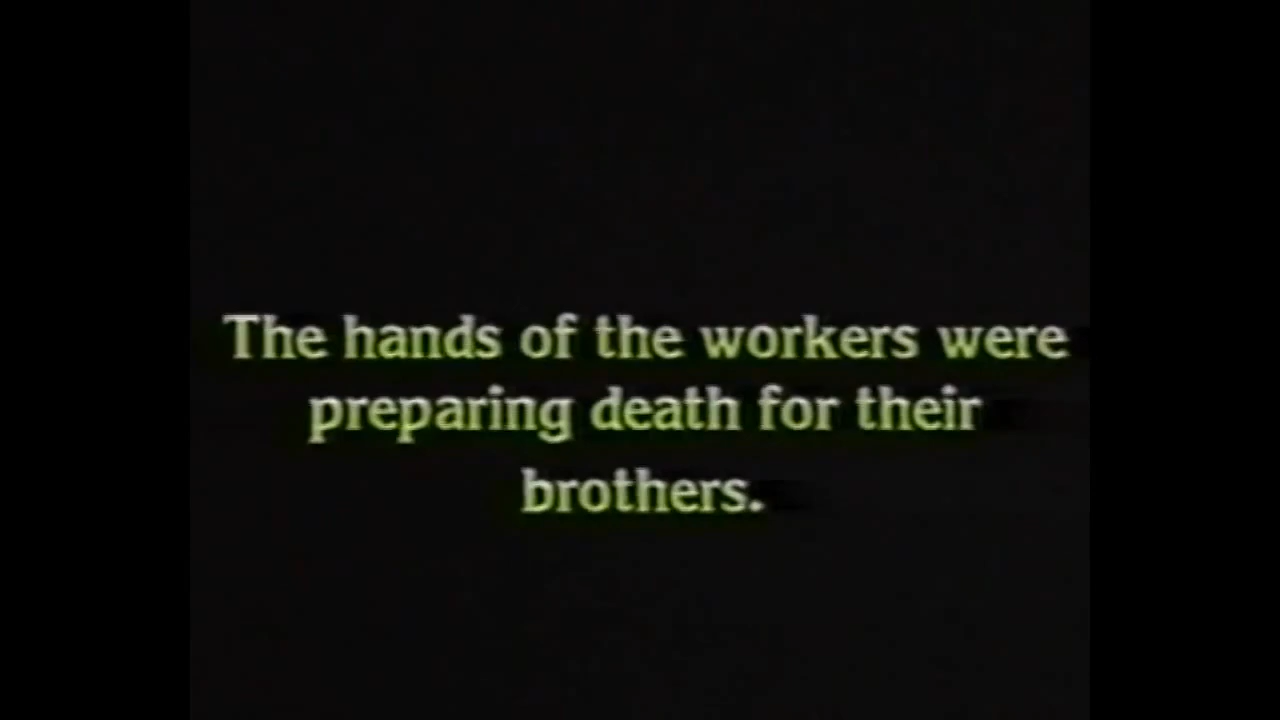 The hands of the workers were
preparing death for their
brothers.